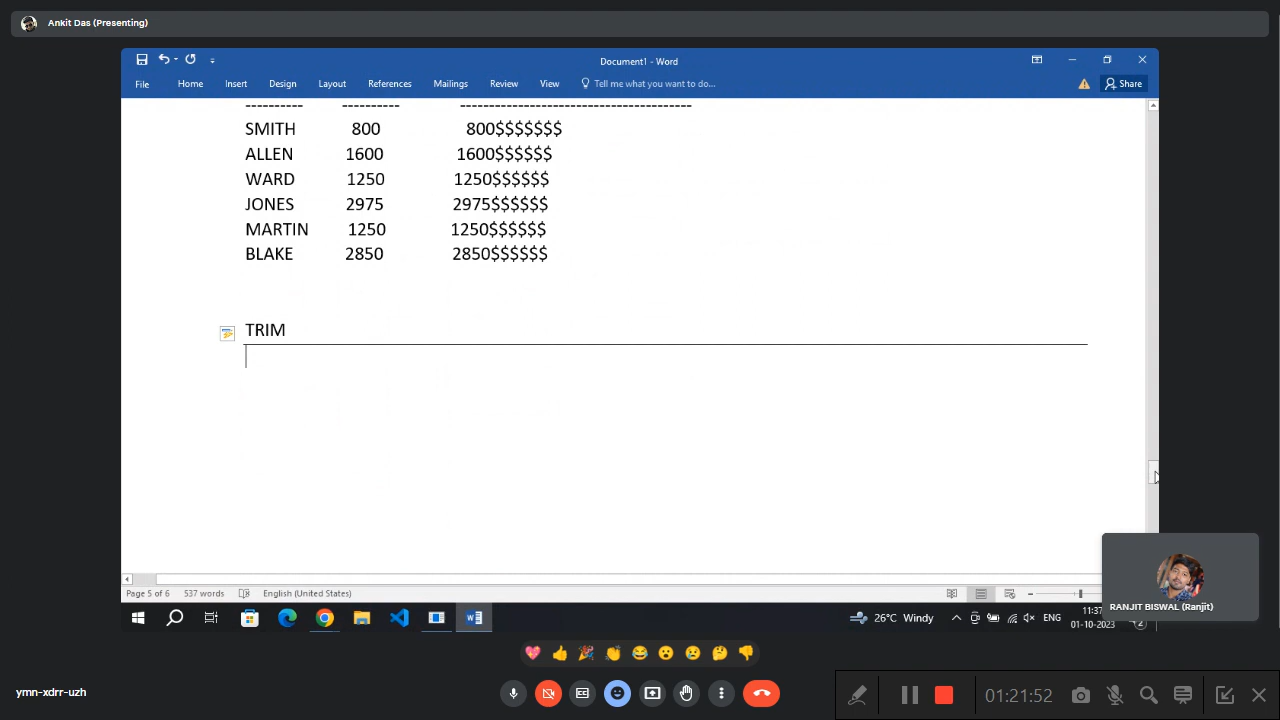 Ankit Das (Presenting)
Document1 - Word
File Home Insert Design Layout References Mailings Review View Tell me what you want to do... Share
---------- ---------- ----------------------------------------
SMITH 800 800$$$$$$$
ALLEN 1600 1600$$$$$$
WARD 1250 1250$$$$$$
JONES 2975 2975$$$$$$
MARTIN 1250 1250$$$$$$
BLAKE 2850 2850$$$$$$
TRIM
RANJIT BISWAL (Ranjit)
Page 5 of 6 537 words English (United States)
26°C Windy ENG
11:37
01-10-2023
2
ymn-xdrr-uzh
01:21:52